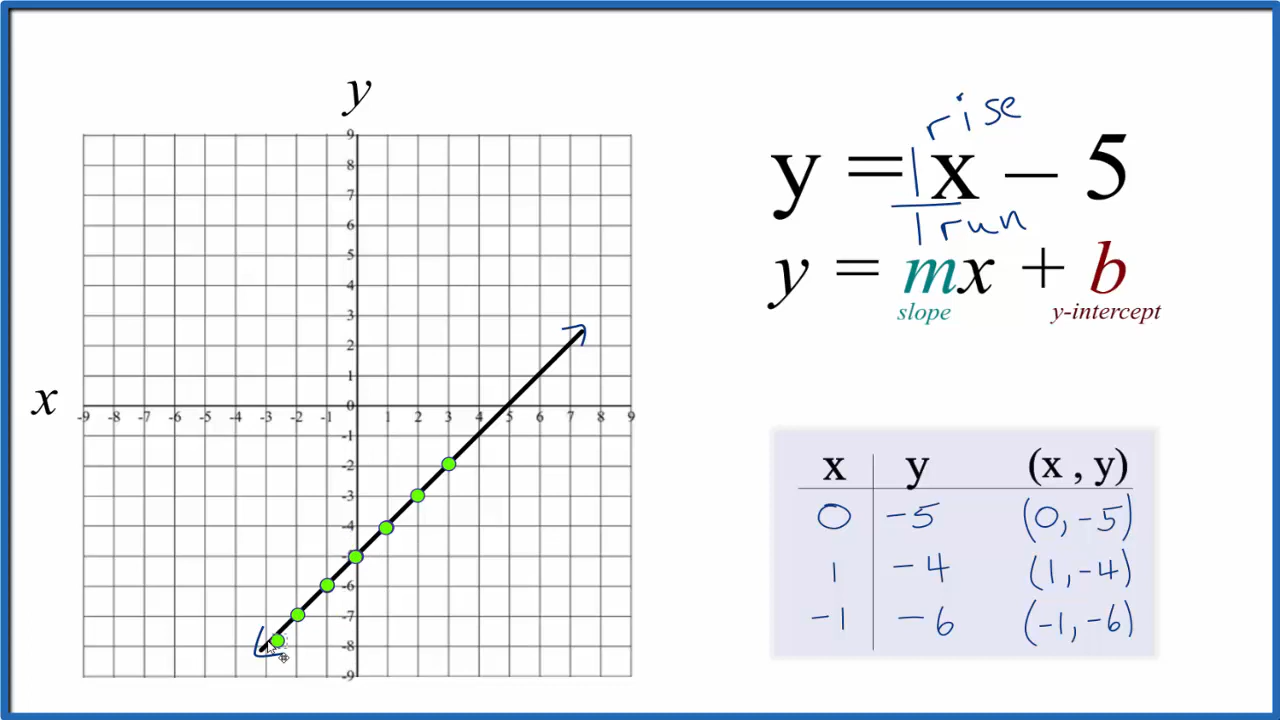 y
9
8
7
6
5
4
3
2
1
x
0
-9 -8 -7 -6 -5 -4 -3 -2 -1 1 2 3 4 5 6 7 8 9
-1
-2
-3
-4
-5
-6
-7
-8
-9
rise
y = 1x – 5
1 run
y = mx + b
slope y-intercept
x y (x , y)
0 -5 (0, -5)
1 -4 (1, -4)
-1 -6 (-1, -6)